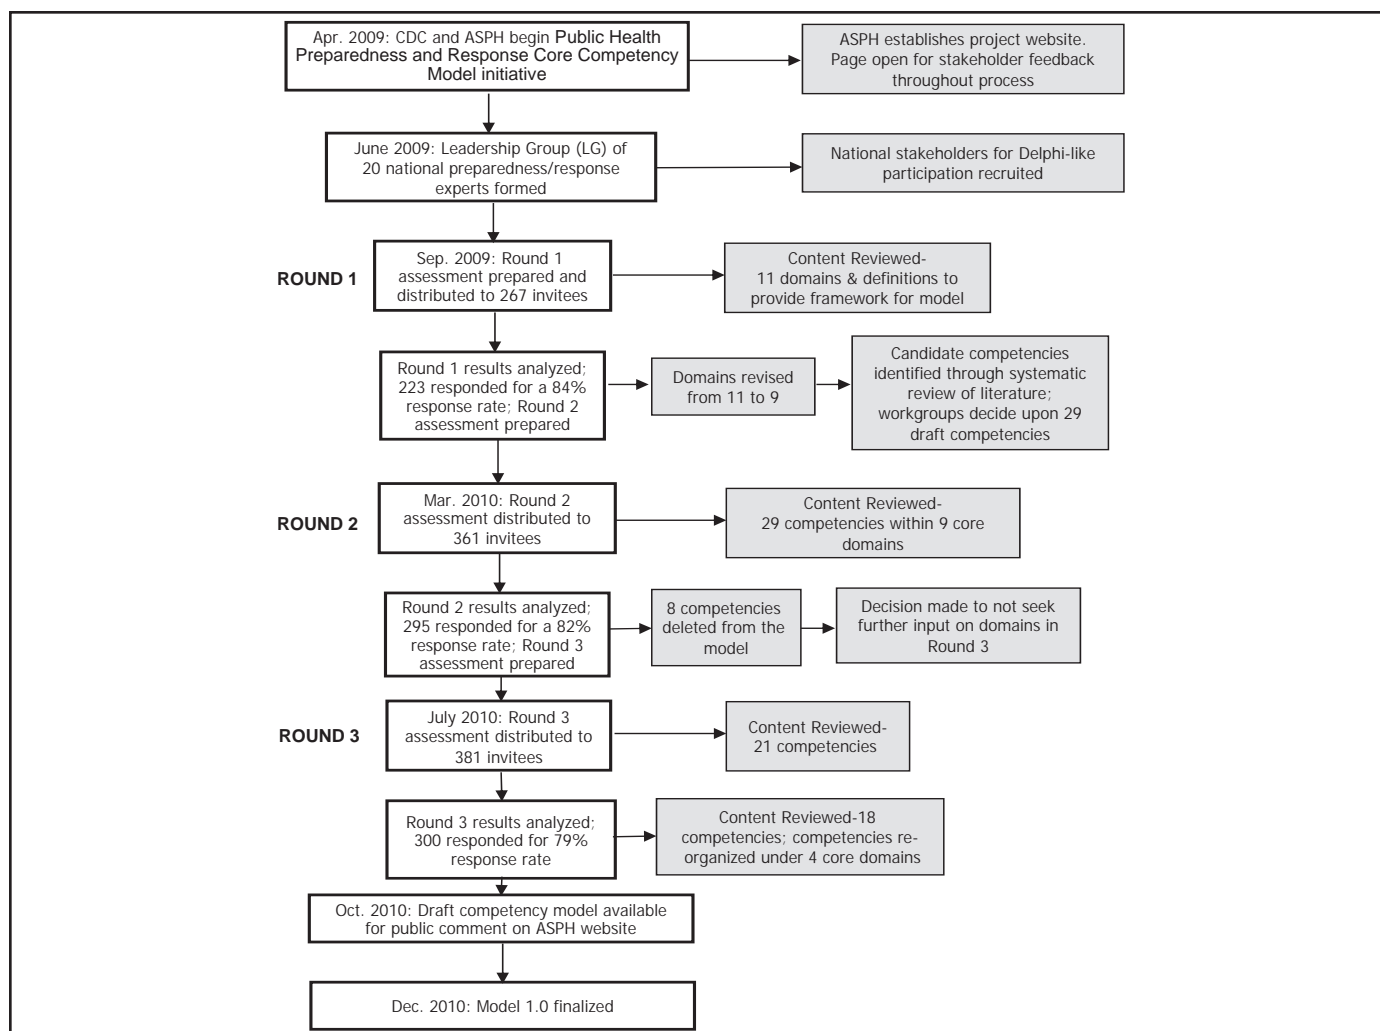 Apr. 2009: CDC and ASPH begin Public Health
Preparedness and Response Core Competency
Model initiative
ASPH establishes project website.
Page open for stakeholder feedback
throughout process
June 2009: Leadership Group (LG) of
20 national preparedness/response
experts formed
National stakeholders for Delphi-like
participation recruited
ROUND 1
Sep. 2009: Round 1
assessment prepared and
distributed to 267 invitees
Content Reviewed-
11 domains & definitions to
provide framework for model
Round 1 results analyzed;
223 responded for a 84%
response rate; Round 2
assessment prepared
Domains revised
from 11 to 9
Candidate competencies
identified through systematic
review of literature;
workgroups decide upon 29
draft competencies
ROUND 2
Mar. 2010: Round 2
assessment distributed to
361 invitees
Content Reviewed-
29 competencies within 9 core
domains
Round 2 results analyzed;
295 responded for a 82%
response rate; Round 3
assessment prepared
8 competencies
deleted from the
model
Decision made to not seek
further input on domains in
Round 3
ROUND 3
July 2010: Round 3
assessment distributed to
381 invitees
Content Reviewed-
21 competencies
Round 3 results analyzed;
300 responded for 79%
response rate
Content Reviewed-18
competencies; competencies re-
organized under 4 core domains
Oct. 2010: Draft competency model available
for public comment on ASPH website
Dec. 2010: Model 1.0 finalized